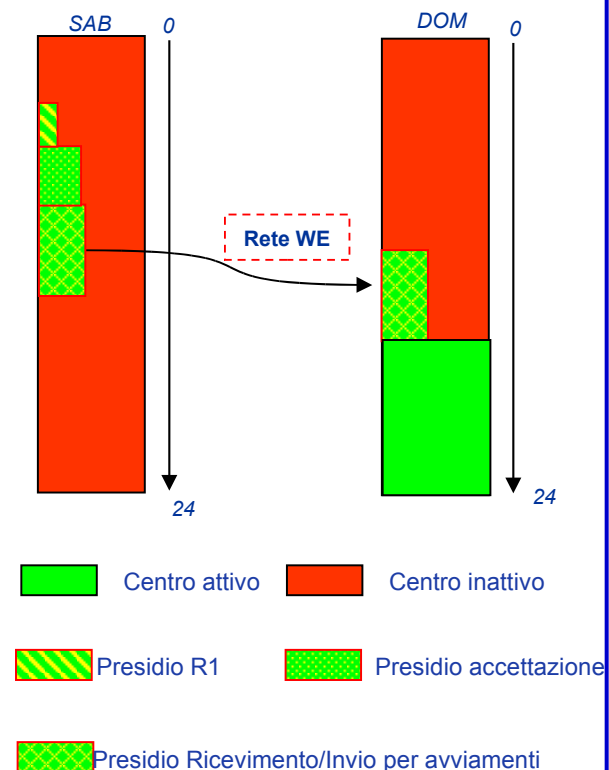 SAB
0
DOM
0
Rete WE
24
24
Centro attivo
Centro inattivo
Presidio R1
Presidio accettazione
Presidio Ricevimento/Invio per avviamenti